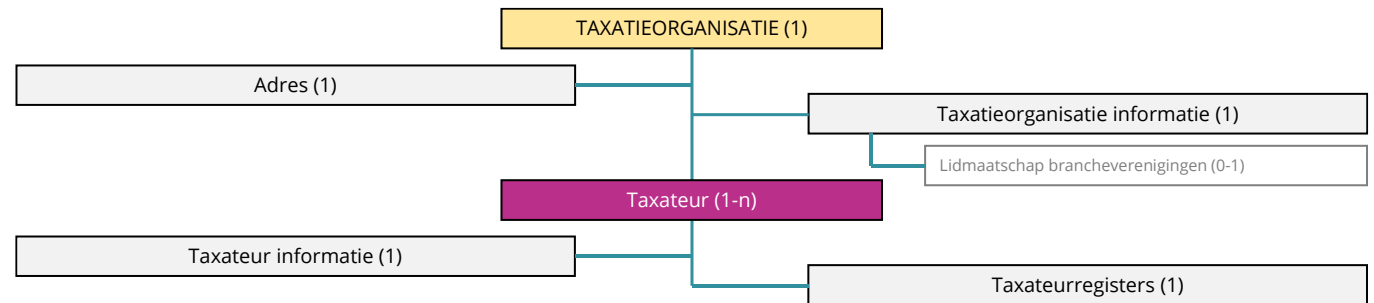 TAXATIEORGANISATIE (1)
Adres (1)
Taxatieorganisatie informatie (1)
Lidmaatschap brancheverenigingen (0-1)
Taxateur (1-n)
Taxateur informatie (1)
Taxateurregisters (1)